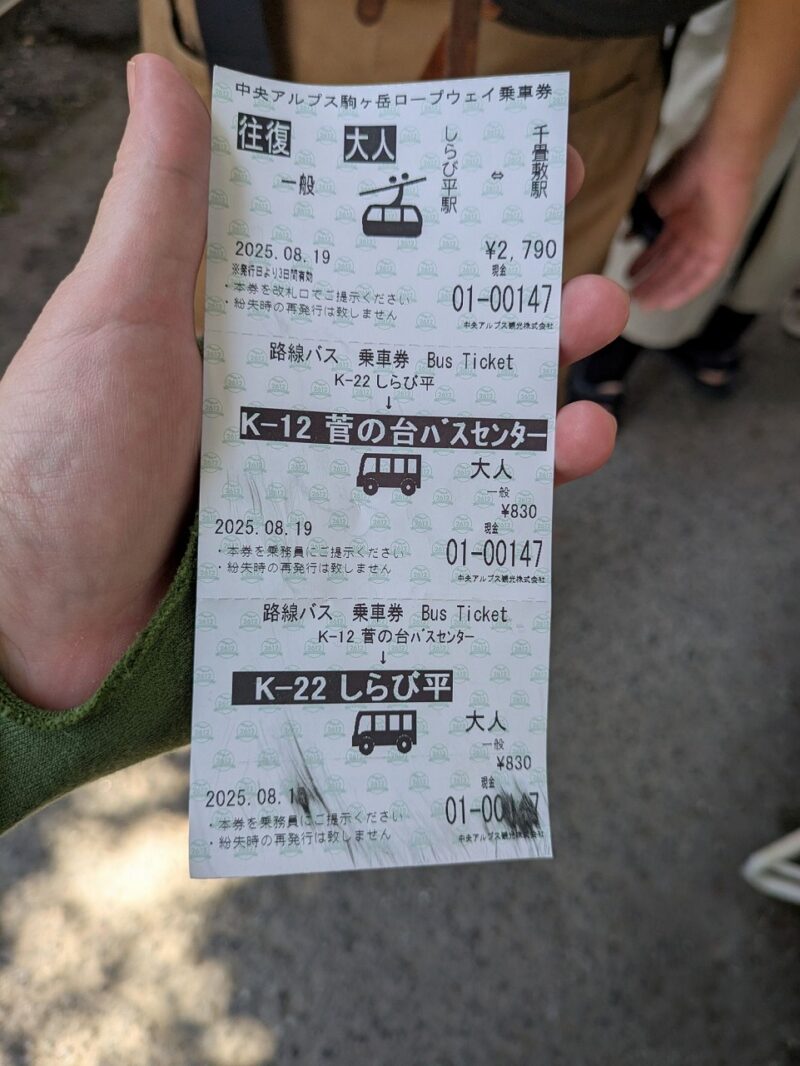 中央アルプス駒ヶ岳ロープウェイ乗車券
往復 大人 しらび平駅 ⇔ 千畳敷駅
一般
2025.08.19 ¥2,790
※発行日より3日間有効 現金
・本券を改札口でご提示ください 01-00147
・紛失時の再発行は致しません 中央アルプス観光株式会社
路線バス 乗車券 Bus Ticket
K-22 しらび平
↓
K-12 菅の台バスセンター
大人
一般
¥830
2025.08.19 現金
・本券を乗務員にご提示ください 01-00147
・紛失時の再発行は致しません 中央アルプス観光株式会社
路線バス 乗車券 Bus Ticket
K-12 菅の台バスセンター
↓
K-22 しらび平
大人
一般
¥830
2025.08.19 現金
・本券を乗務員にご提示ください 01-00147
・紛失時の再発行は致しません 中央アルプス観光株式会社